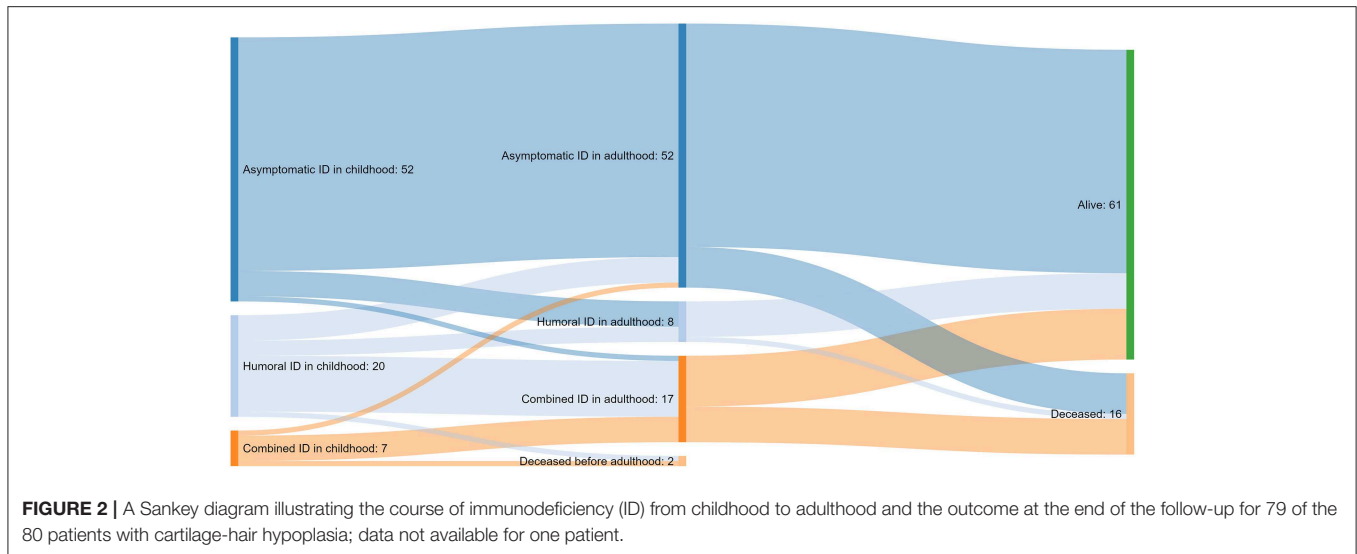 Asymptomatic ID in childhood: 52
Asymptomatic ID in adulthood: 52
Alive: 61
Humoral ID in adulthood: 8
Humoral ID in childhood: 20
Combined ID in adulthood: 17
Deceased: 16
Combined ID in childhood: 7
Deceased before adulthood: 2
FIGURE 2 | A Sankey diagram illustrating the course of immunodeficiency (ID) from childhood to adulthood and the outcome at the end of the follow-up for 79 of the
80 patients with cartilage-hair hypoplasia; data not available for one patient.